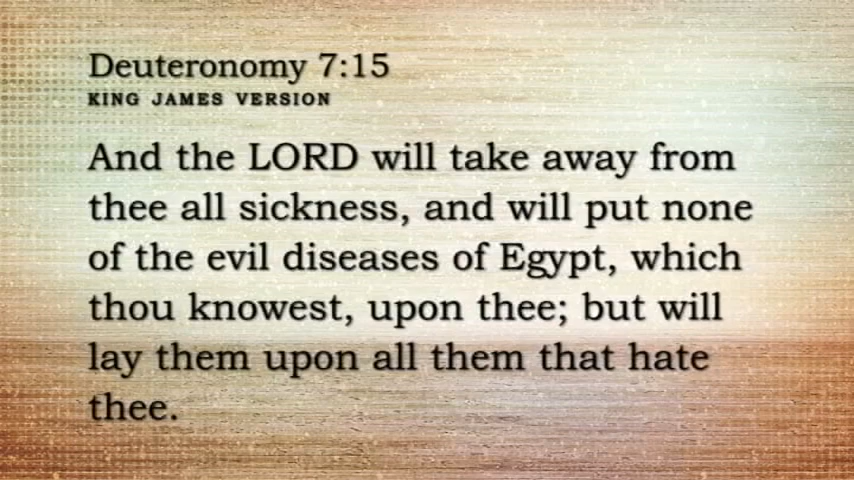 Deuteronomy 7:15
KING JAMES VERSION
And the LORD will take away from
thee all sickness, and will put none
of the evil diseases of Egypt, which
thou knowest, upon thee; but will
lay them upon all them that hate
thee.